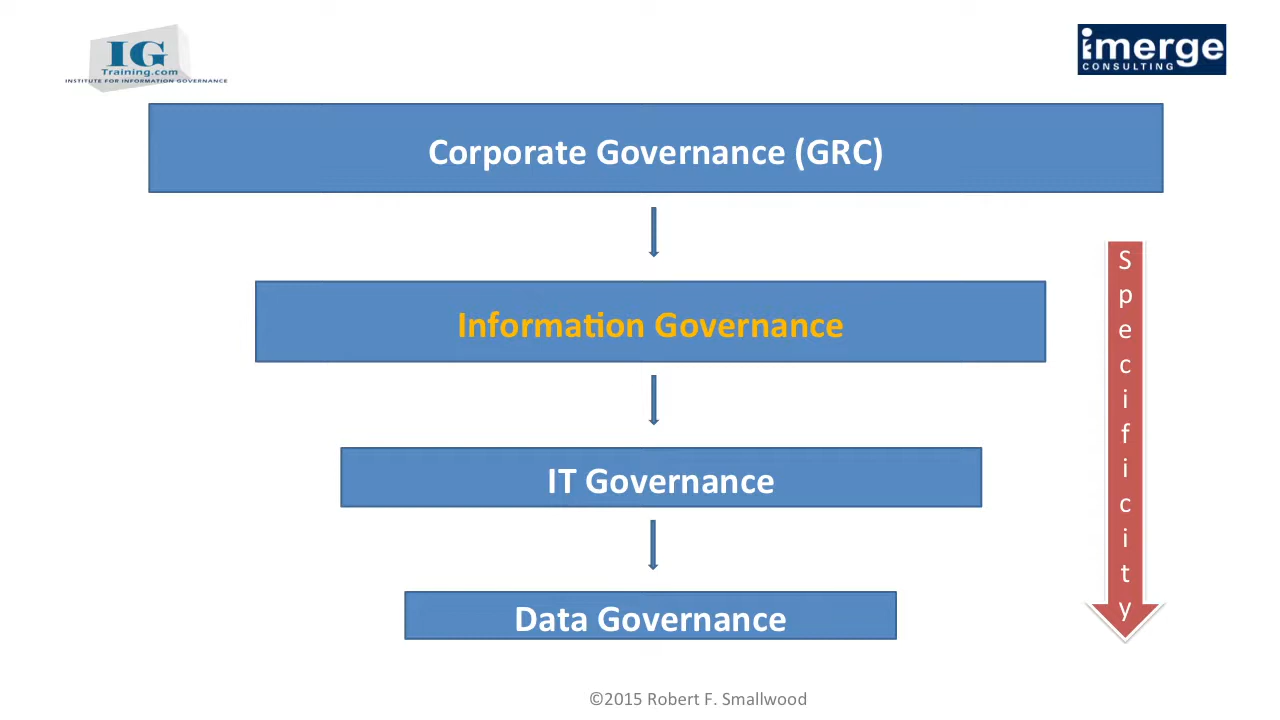 IG
Training.com
INSTITUTE FOR INFORMATION GOVERNANCE
imerge
CONSULTING
Corporate Governance (GRC)
Information Governance
IT Governance
Data Governance
Specificity
©2015 Robert F. Smallwood